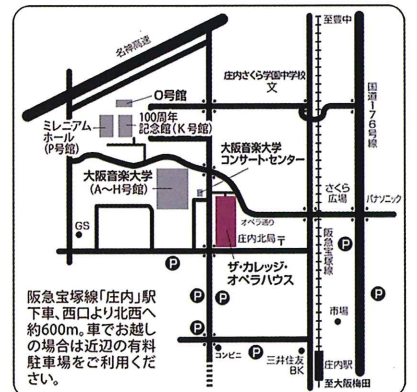 至豊中
名神高速
庄内さくら学園中学校
文
国道176号線
O号館
100周年
記念館(K号館)
ミレニアム
ホール
(P号館)
大阪音楽大学
コンサート・センター
大阪音楽大学
(A〜H号館)
さくら
広場
パナソニック
オペラ通り
GS
庄内北局〒
阪急宝塚線
P
P
ザ・カレッジ・
オペラハウス
P
P
P
市場
阪急宝塚線「庄内」駅
下車、西口より北西へ
約600m。車でお越し
の場合は近辺の有料
駐車場をご利用くだ
さい。
P
P
コンビニ
三井住友
BK
庄内駅
至大阪梅田